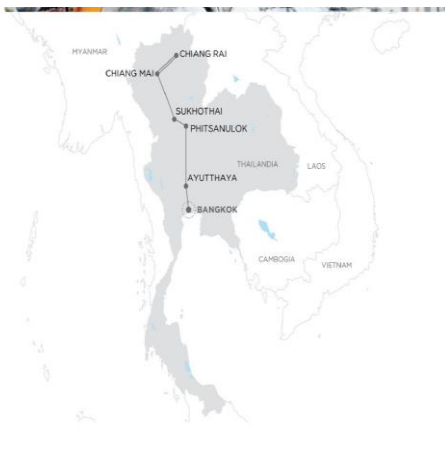 MYANMAR
CHIANG RAI
CHIANG MAI
SUKHOTHAI
PHITSANULOK
THAILANDIA
LAOS
AYUTTHAYA
BANGKOK
CAMBOGIA
VIETNAM